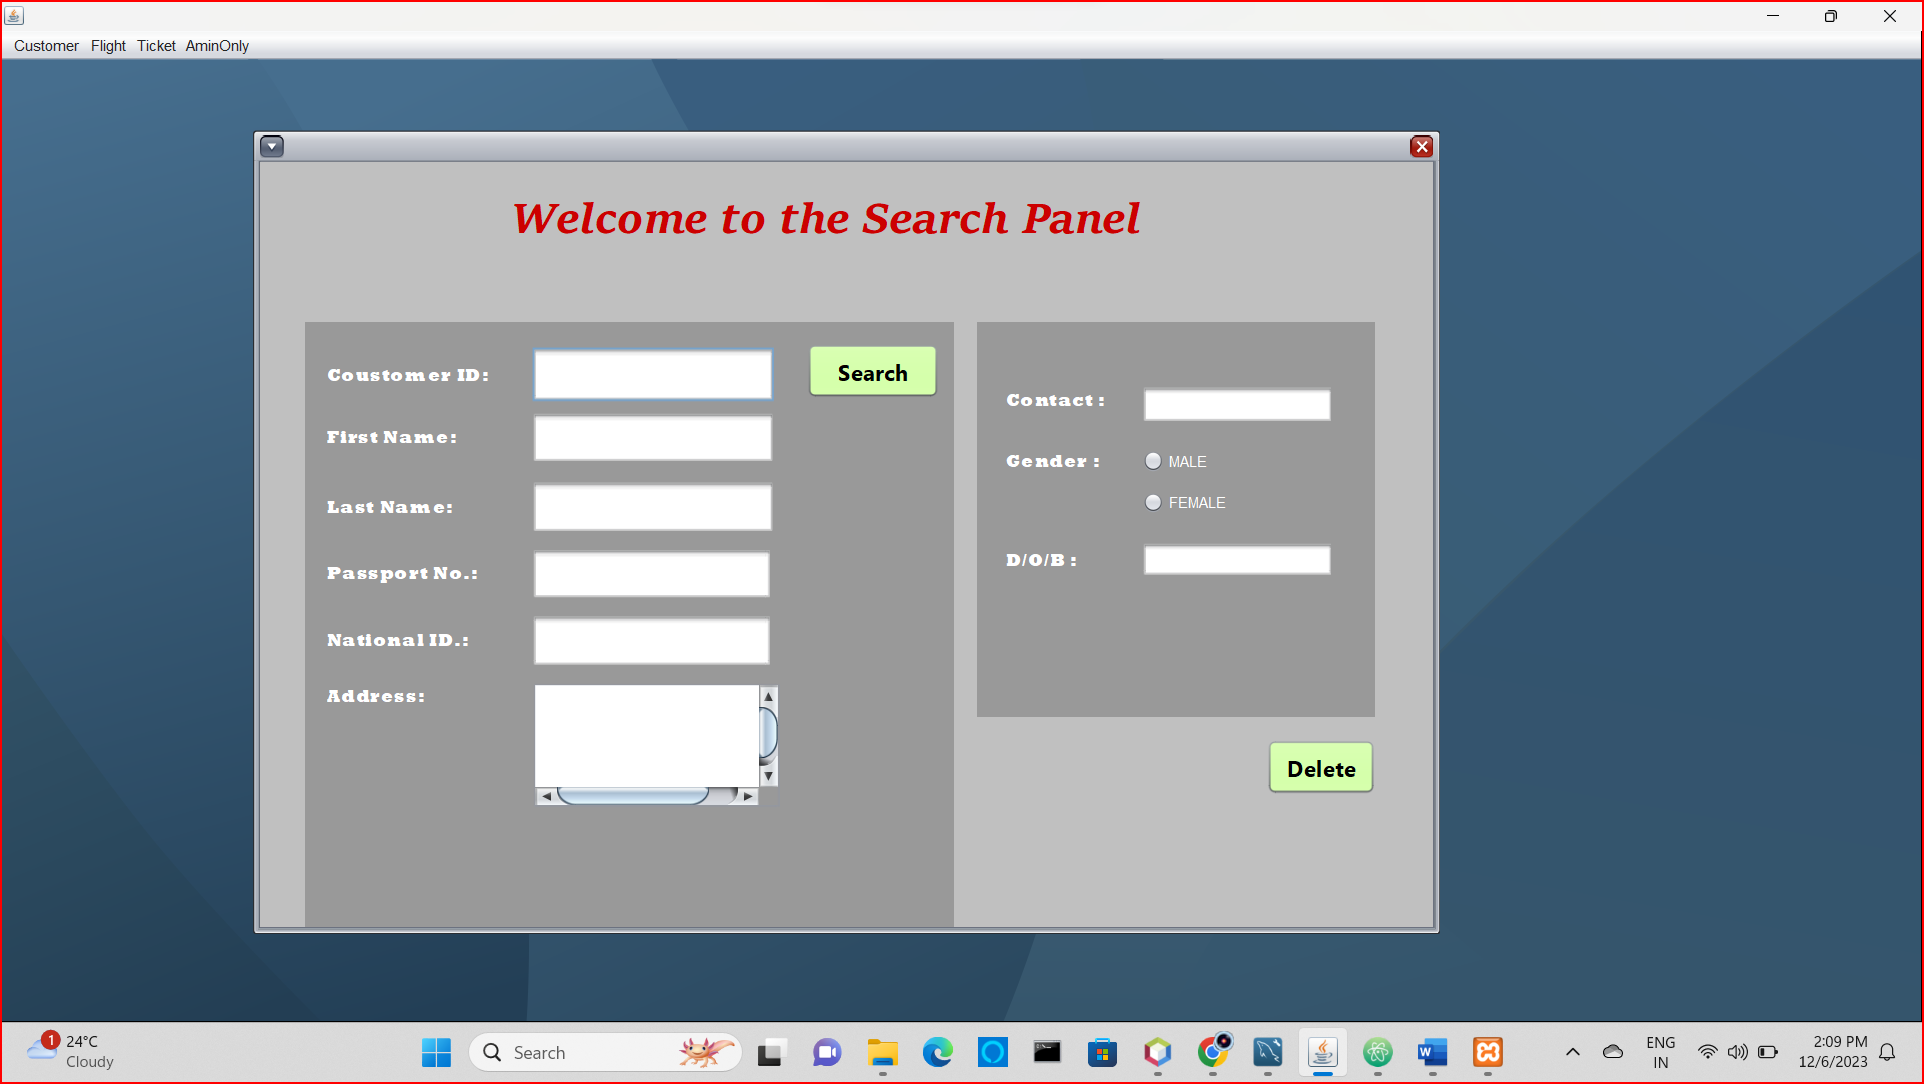 Customer Flight Ticket AminOnly
Welcome to the Search Panel
Coustomer ID:
Search
First Name:
Last Name:
Passport No.:
National ID.:
Address:
Contact :
Gender :
MALE
FEMALE
D/O/B :
Delete
1
24°C
Cloudy
Search
W
ENG
IN
2:09 PM
12/6/2023